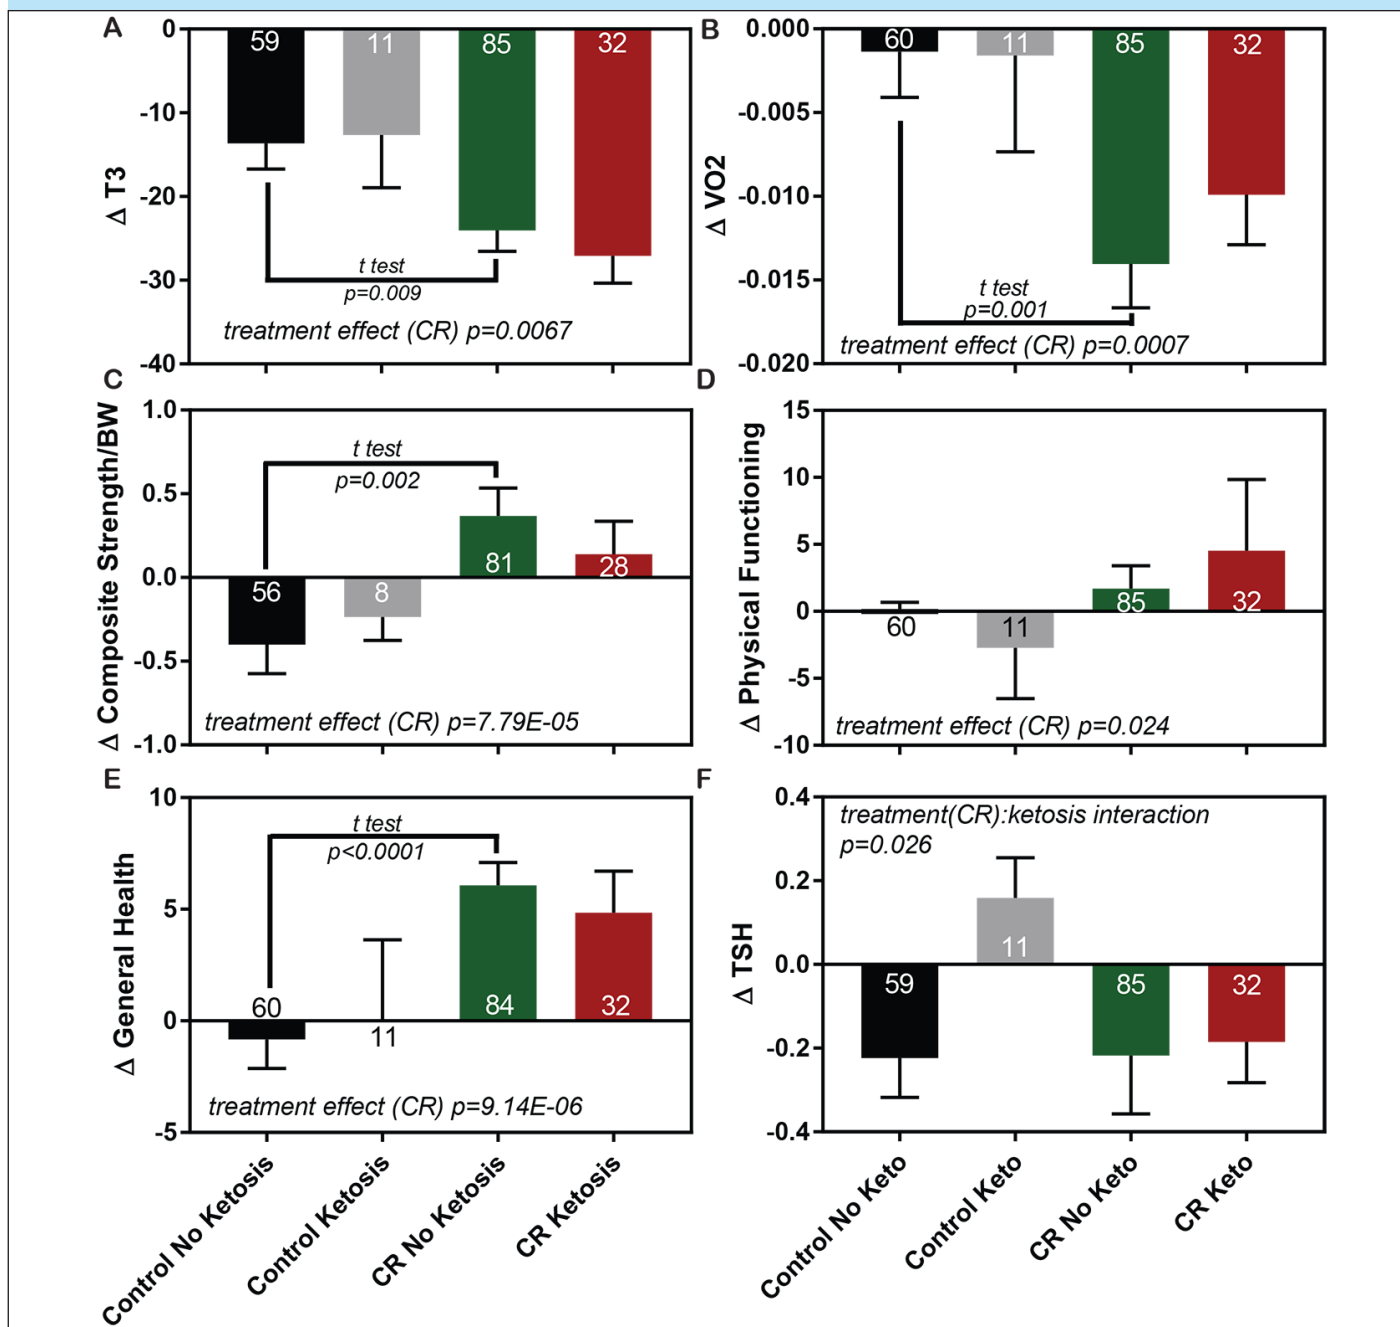 A
0
-10
-20
-30
-40
Δ T3
59
11
85
32
t test
p=0.009
treatment effect (CR) p=0.0067
B
0.000
-0.005
-0.010
-0.015
-0.020
Δ VO2
60
11
85
32
t test
p=0.001
treatment effect (CR) p=0.0007
C
1.0
0.5
0.0
-0.5
-1.0
Δ Composite Strength/BW
t test
p=0.002
56
8
81
28
treatment effect (CR) p=7.79E-05
D
15
10
5
0
-5
-10
Δ Physical Functioning
60
11
85
32
treatment effect (CR) p=0.024
E
10
5
0
-5
Δ General Health
t test
p<0.0001
60
11
84
32
treatment effect (CR) p=9.14E-06
Control No Ketosis
Control Ketosis
CR No Ketosis
CR Ketosis
F
0.4
0.2
0.0
-0.2
-0.4
Δ TSH
treatment(CR):ketosis interaction
p=0.026
59
11
85
32
Control No Keto
Control Keto
CR No Keto
CR Keto